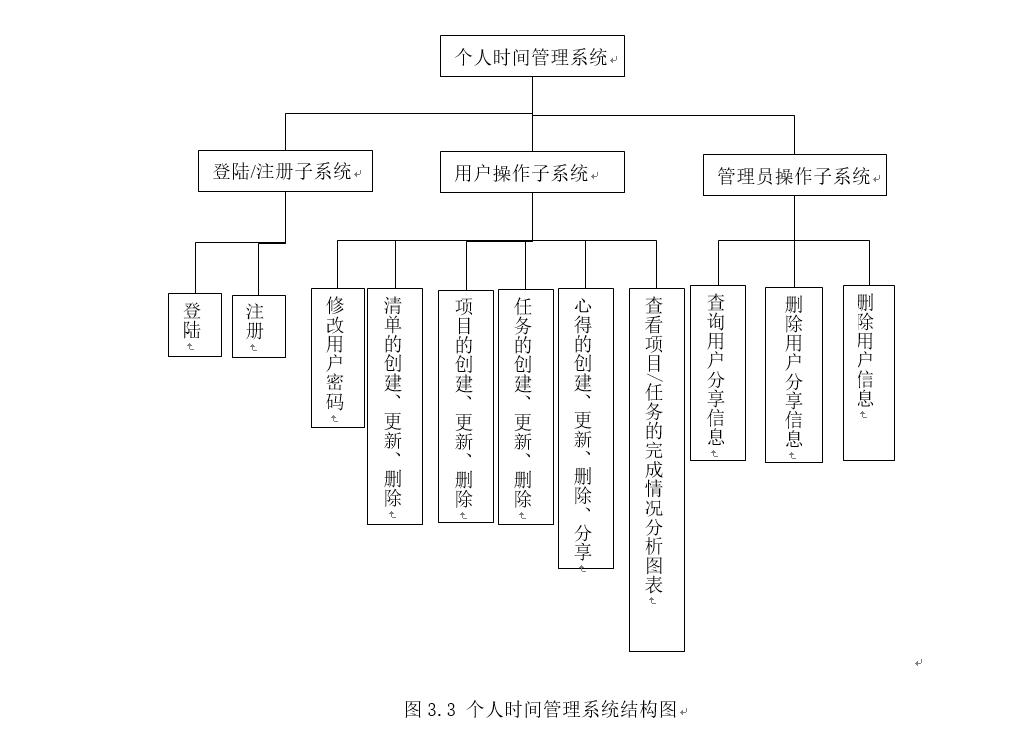 个人时间管理系统
登陆/注册子系统
用户操作子系统
管理员操作子系统
登陆
注册
修改用户密码
清单的创建、更新、删除
项目的创建、更新、删除
任务的创建、更新、删除
心得的创建、更新、删除、分享
查看项目/任务的完成情况分析图表
查询用户分享信息
删除用户分享信息
删除用户信息
图 3.3 个人时间管理系统结构图